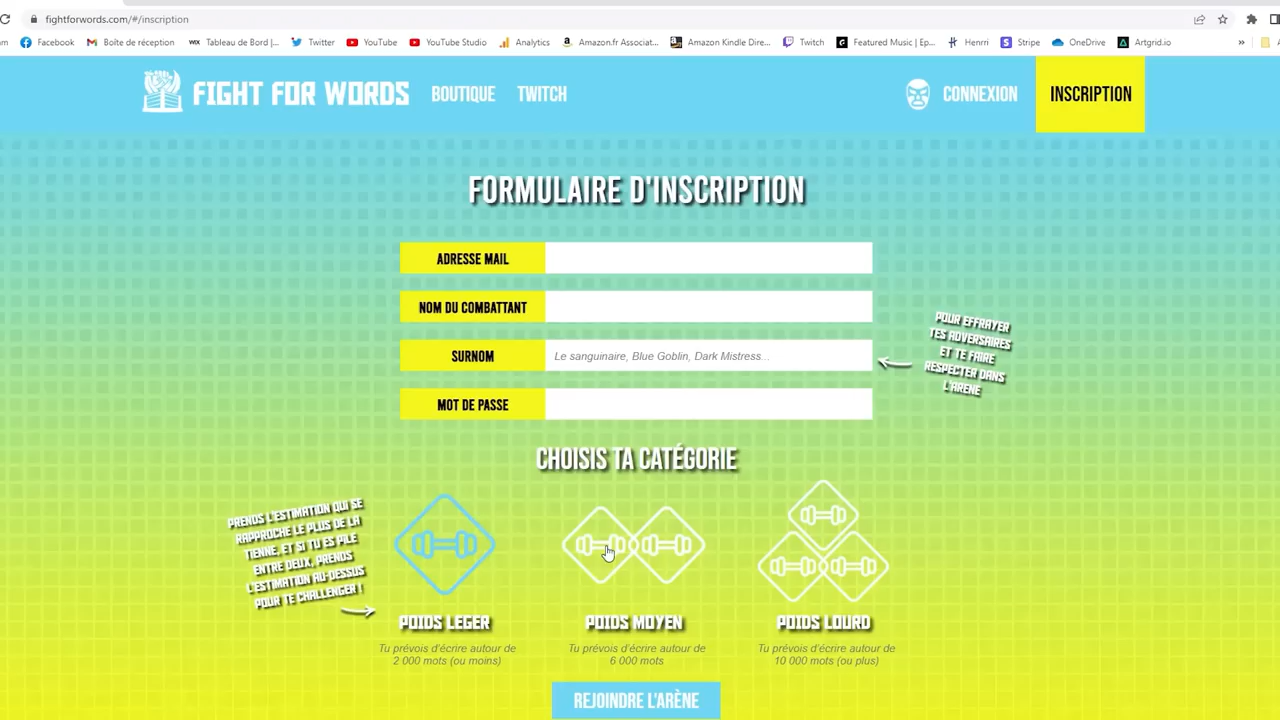 fightforwords.com/#/inscription
am Facebook Boîte de réception WIX Tableau de Bord |... Twitter YouTube YouTube Studio Analytics Amazon.fr Associat... Amazon Kindle Dire... Twitch Featured Music | Ep... Henrri Stripe OneDrive Artgrid.io » A
FIGHT FOR WORDS BOUTIQUE TWITCH CONNEXION INSCRIPTION
FORMULAIRE D'INSCRIPTION
ADRESSE MAIL
NOM DU COMBATTANT
SURNOM Le sanguinaire, Blue Goblin, Dark Mistress...
POUR EFFRAYER
TES ADVERSAIRES
ET TE FAIRE
RESPECTER DANS
L'ARÈNE
MOT DE PASSE
CHOISIS TA CATÉGORIE
PRENDS L'ESTIMATION QUI SE
RAPPROCHE LE PLUS DE LA
TIENNE, ET SI TU ES PILE
ENTRE DEUX, PRENDS
L'ESTIMATION AU-DESSUS
POUR TE CHALLENGER !
POIDS LEGER
Tu prévois d'écrire autour de
2 000 mots (ou moins)
POIDS MOYEN
Tu prévois d'écrire autour de
6 000 mots
POIDS LOURD
Tu prévois d'écrire autour de
10 000 mots (ou plus)
REJOINDRE L'ARÈNE